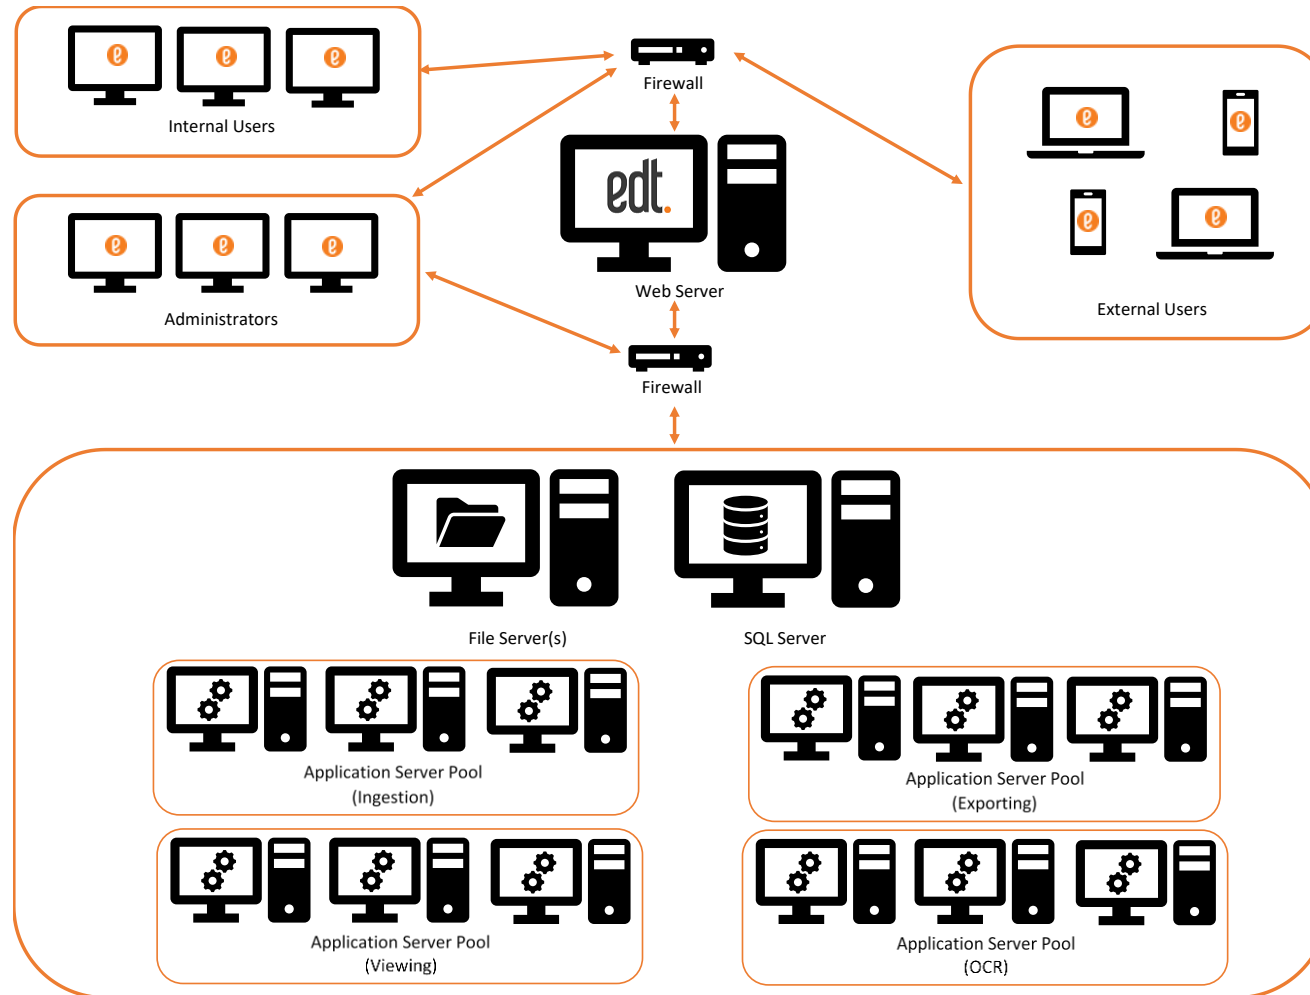 Internal Users
Firewall
edt.
Web Server
Administrators
External Users
Firewall
File Server(s)
SQL Server
Application Server Pool
(Ingestion)
Application Server Pool
(Exporting)
Application Server Pool
(Viewing)
Application Server Pool
(OCR)